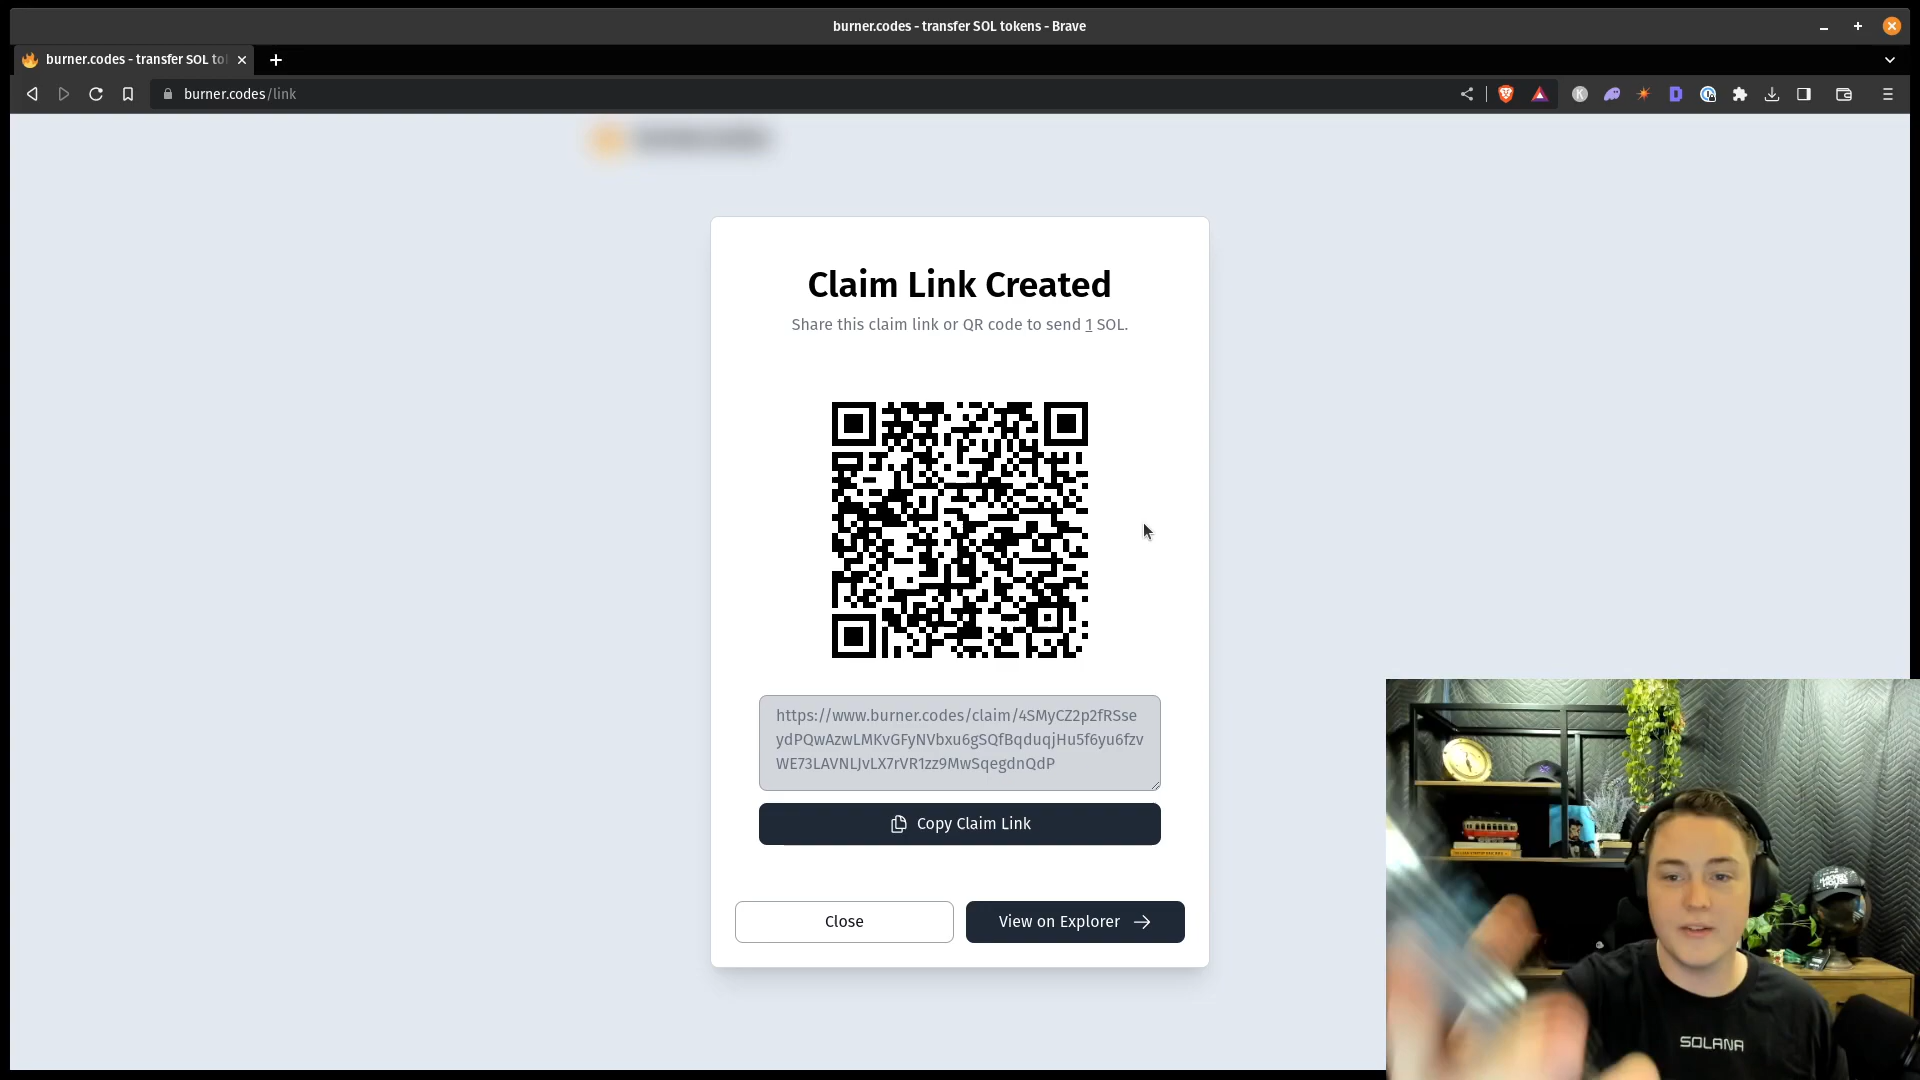 burner.codes - transfer SOL tokens - Brave
burner.codes - transfer SOL to
burner.codes/link
Claim Link Created
Share this claim link or QR code to send 1 SOL.
https://www.burner.codes/claim/4SMyCZ2p2fRSse
ydPQwAzwLMKvGFyNVbxu6gSQfBqduqjHu5f6yu6fzv
WE73LAVNLJvLX7rVR1zz9MwSqegdnQdP
Copy Claim Link
Close
View on Explorer
HOUSE
SOLANA